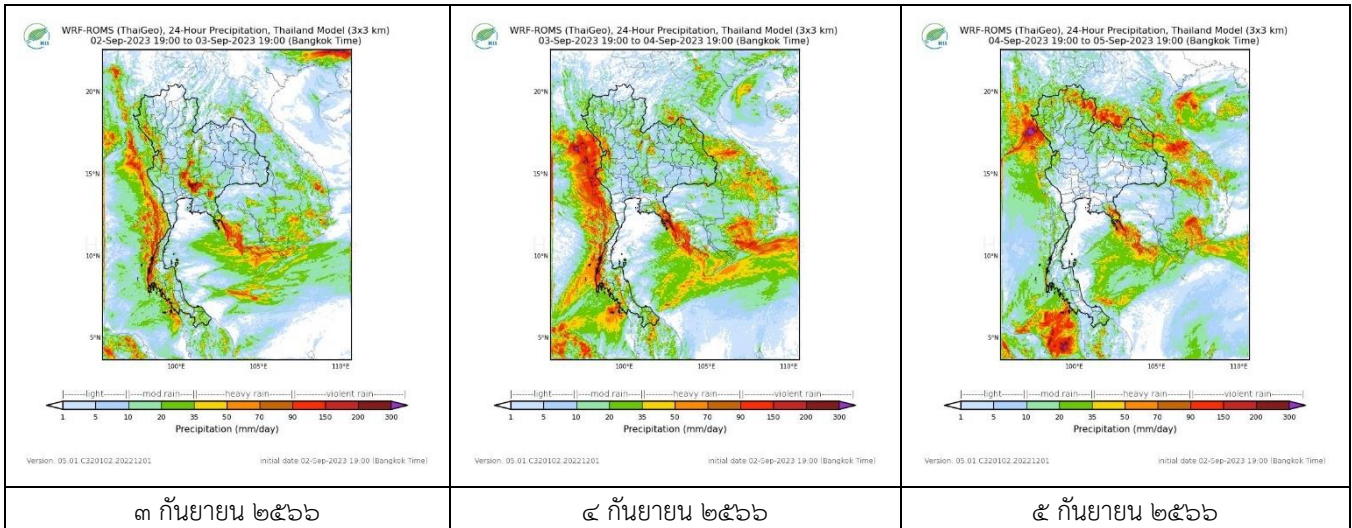 WRF-ROMS (ThaiGeo), 24-Hour Precipitation, Thailand Model (3x3 km)
02-Sep-2023 19:00 to 03-Sep-2023 19:00 (Bangkok Time)
HII
20°N
15°N
10°N
5°N
100°E 105°E 110°E
|------light------||---mod rain---||------heavy rain------||------violent rain------|
1 5 10 20 35 50 70 90 150 200 300
Precipitation (mm/day)
Version: 05.01.C320102.20221201 initial date 02-Sep-2023 19:00 (Bangkok Time)
๓ กันยายน ๒๕๖๖
WRF-ROMS (ThaiGeo), 24-Hour Precipitation, Thailand Model (3x3 km)
03-Sep-2023 19:00 to 04-Sep-2023 19:00 (Bangkok Time)
HII
20°N
15°N
10°N
5°N
100°E 105°E 110°E
|------light------||---mod rain---||------heavy rain------||------violent rain------|
1 5 10 20 35 50 70 90 150 200 300
Precipitation (mm/day)
Version: 05.01.C320102.20221201 initial date 02-Sep-2023 19:00 (Bangkok Time)
๔ กันยายน ๒๕๖๖
WRF-ROMS (ThaiGeo), 24-Hour Precipitation, Thailand Model (3x3 km)
04-Sep-2023 19:00 to 05-Sep-2023 19:00 (Bangkok Time)
HII
20°N
15°N
10°N
5°N
100°E 105°E 110°E
|------light------||---mod rain---||------heavy rain------||------violent rain------|
1 5 10 20 35 50 70 90 150 200 300
Precipitation (mm/day)
Version: 05.01.C320102.20221201 initial date 02-Sep-2023 19:00 (Bangkok Time)
๕ กันยายน ๒๕๖๖